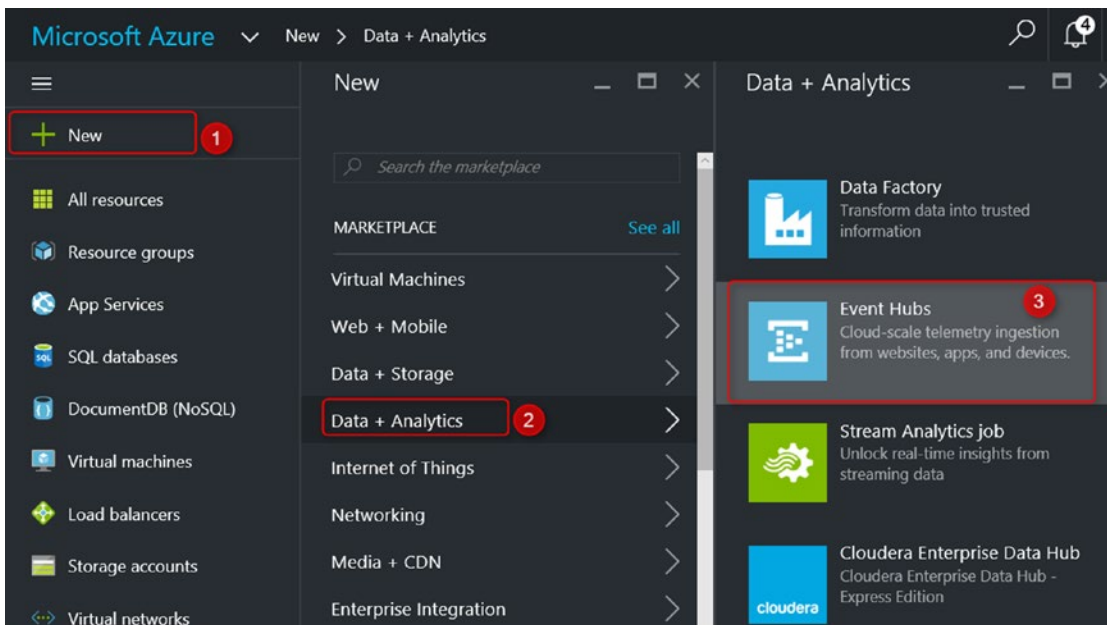 Microsoft Azure New > Data + Analytics 4
New
1
All resources
Resource groups
App Services
SQL databases
DocumentDB (NoSQL)
Virtual machines
Load balancers
Storage accounts
Virtual networks
New
Search the marketplace
MARKETPLACE See all
Virtual Machines
Web + Mobile
Data + Storage
Data + Analytics
2
Internet of Things
Networking
Media + CDN
Enterprise Integration
Data + Analytics
Data Factory
Transform data into trusted
information
Event Hubs
3
Cloud-scale telemetry ingestion
from websites, apps, and devices.
Stream Analytics job
Unlock real-time insights from
streaming data
cloudera
Cloudera Enterprise Data Hub
Cloudera Enterprise Data Hub -
Express Edition